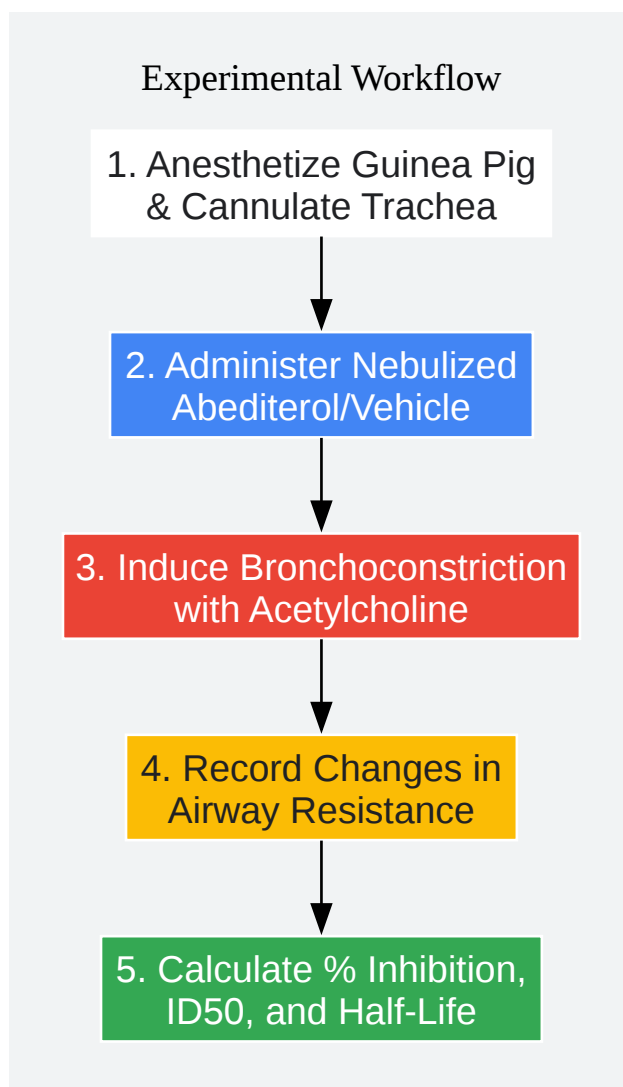 Experimental Workflow
1. Anesthetize Guinea Pig
& Cannulate Trachea
2. Administer Nebulized
Abediterol/Vehicle
3. Induce Bronchoconstriction
with Acetylcholine
4. Record Changes in
Airway Resistance
5. Calculate % Inhibition,
ID50, and Half-Life